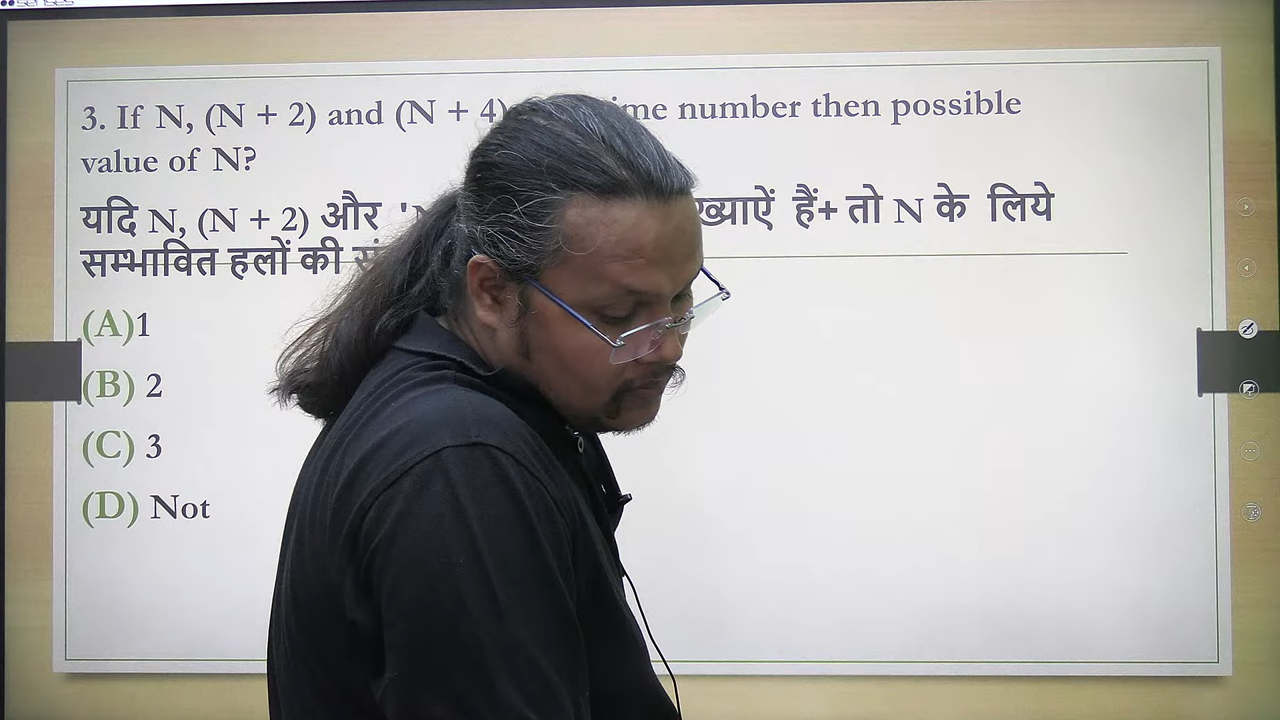 3. If N, (N + 2) and (N + 4) number then possible
value of N?
यदि N, (N + 2) और हैं+ तो N के लिये
सम्भावित हलों की
(A)1
(B) 2
(C) 3
(D) Not